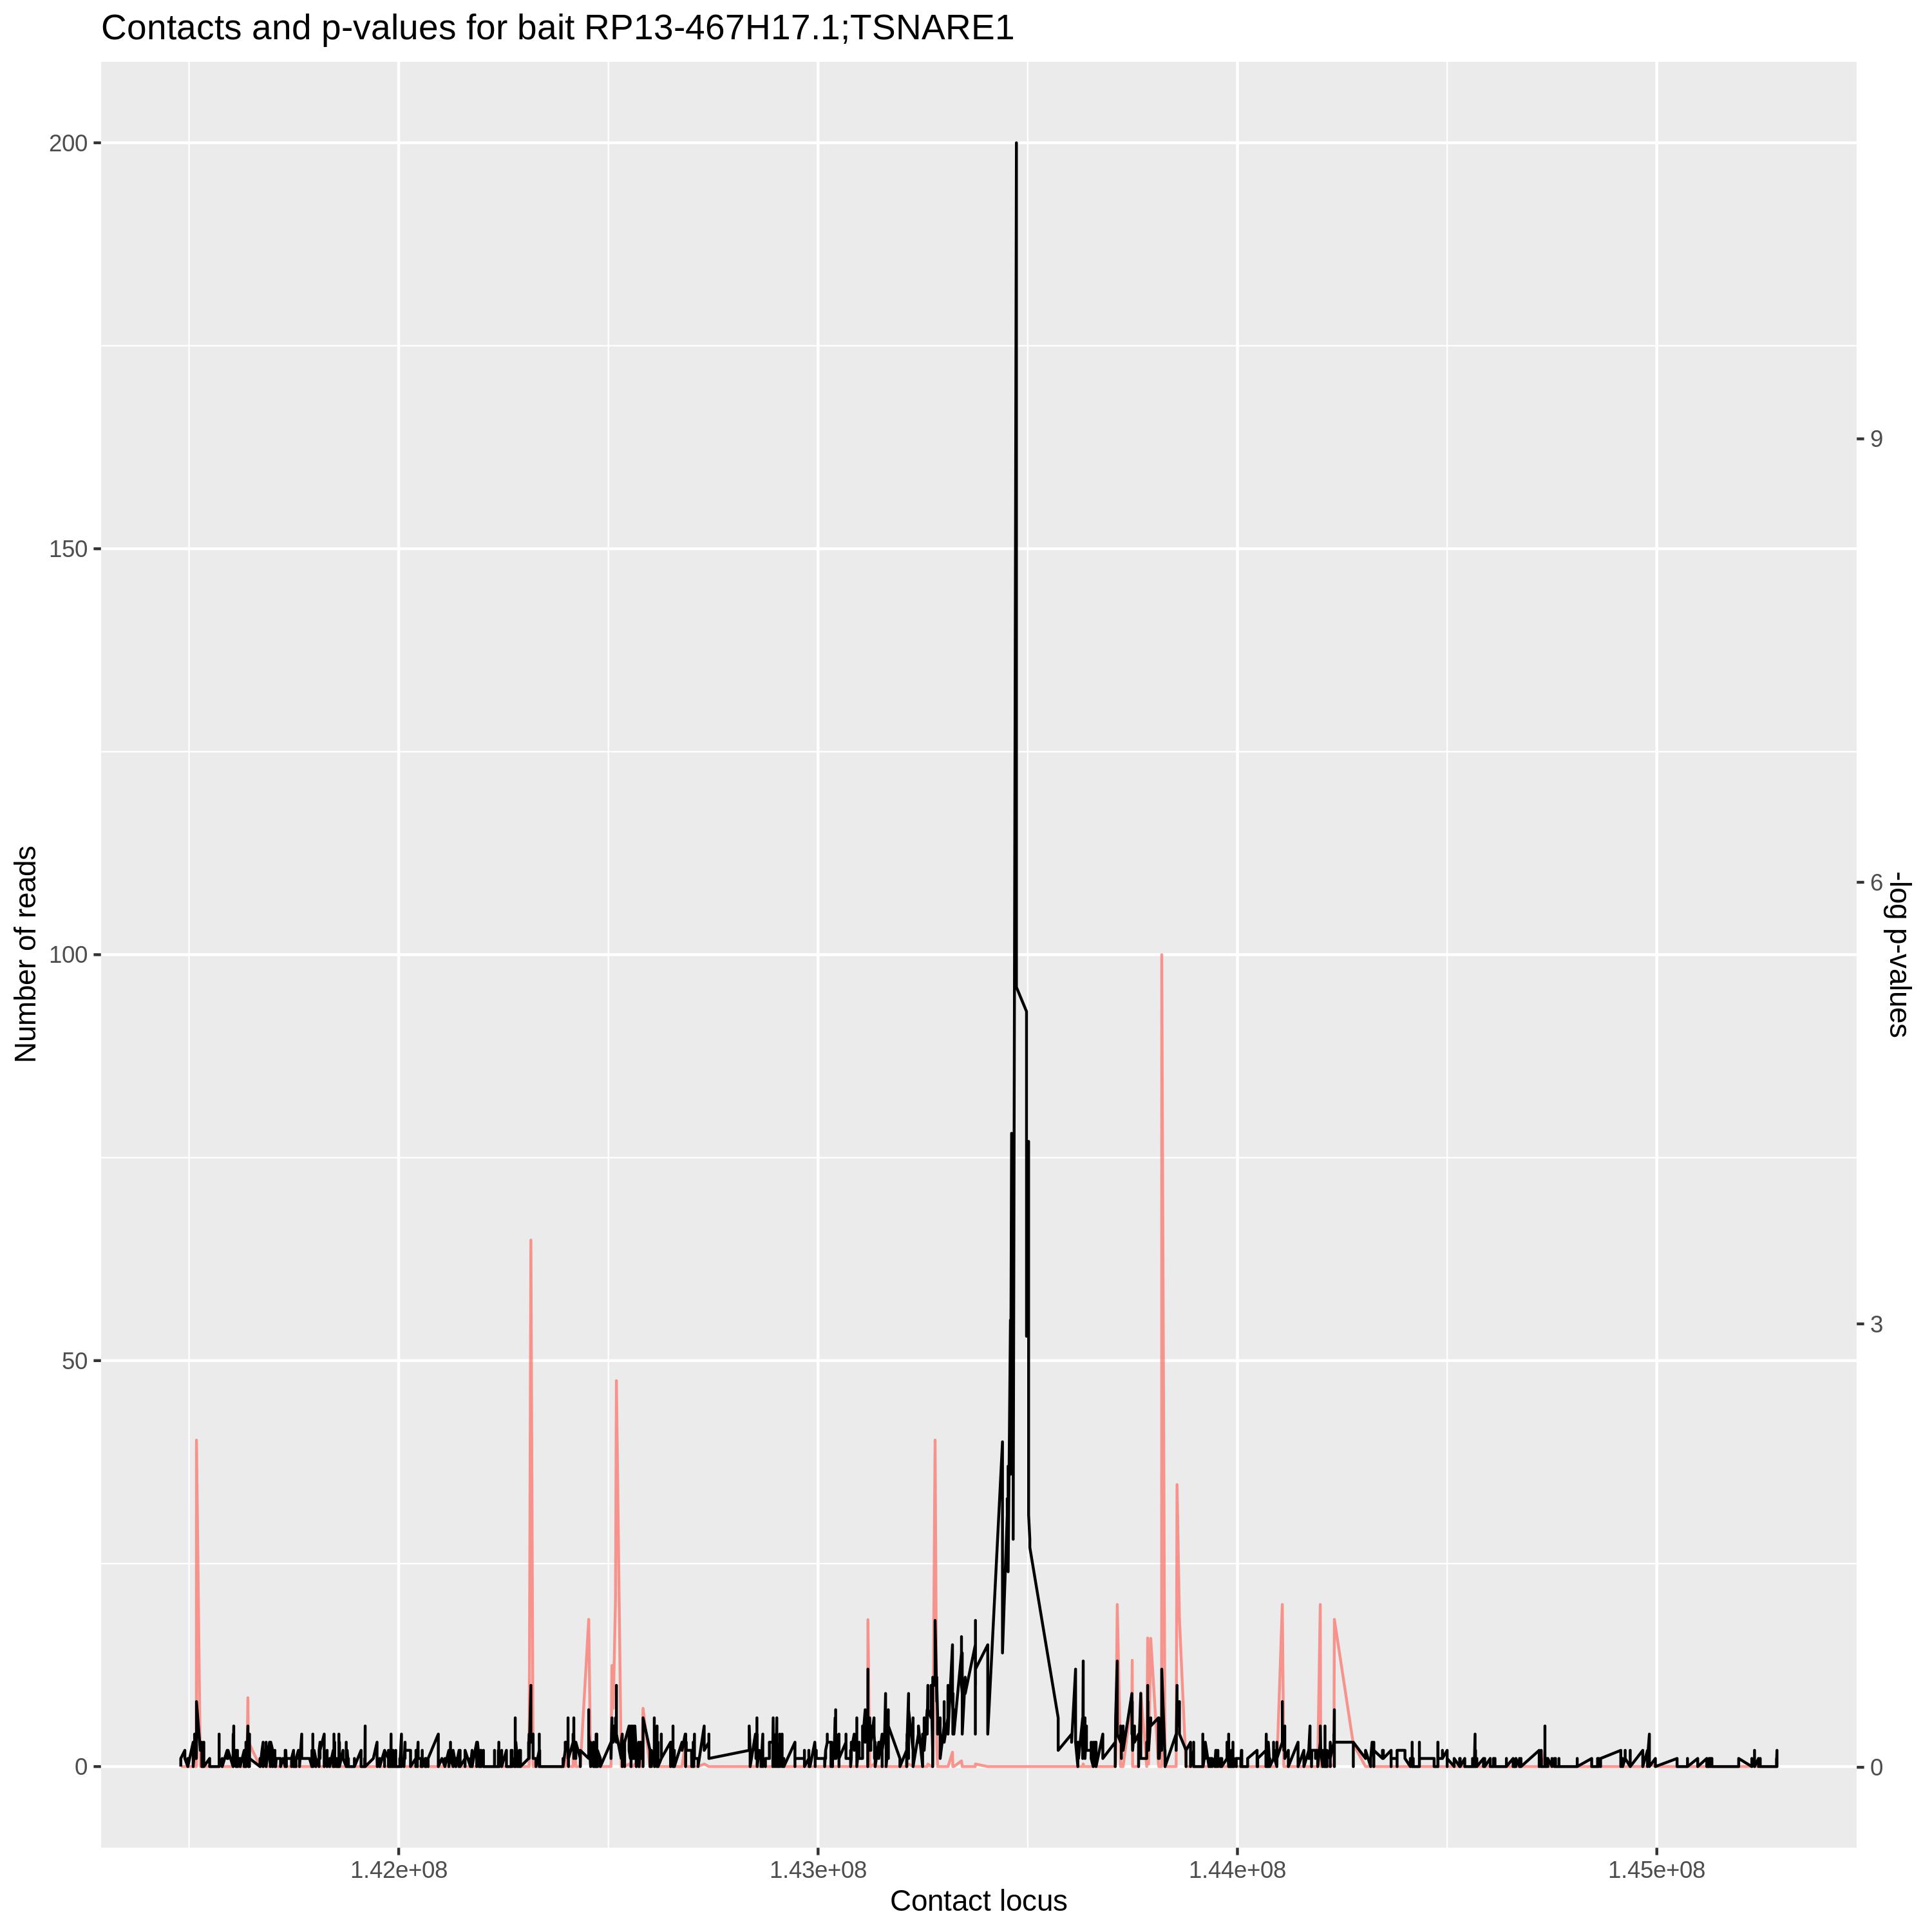 Contacts and p-values for bait RP13-467H17.1;TSNARE1
200
150
100
50
0
Number of reads
9
6
3
0
-log p-values
1.42e+08
1.43e+08
1.44e+08
1.45e+08
Contact locus